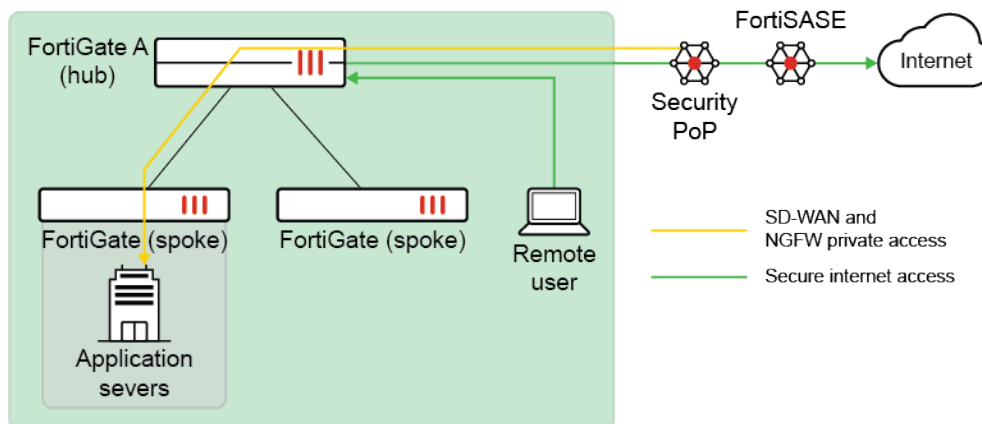 FortiGate A
(hub)
FortiSASE
Internet
Security
PoP
FortiGate (spoke)
FortiGate (spoke)
Remote
user
Application
severs
SD-WAN and
NGFW private access
Secure internet access